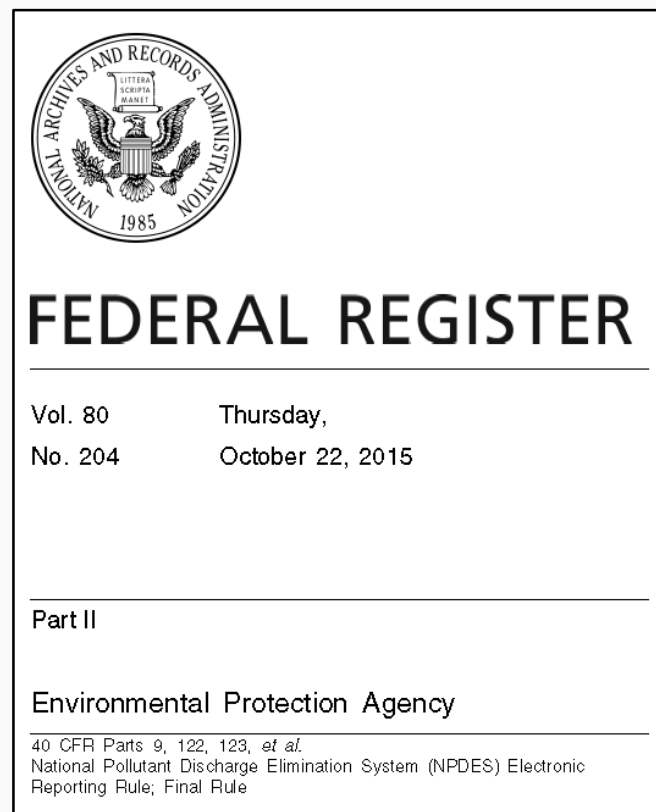 NATIONAL ARCHIVES AND RECORDS ADMINISTRATION
LITTERA
SCRIPTA
MANET
1985
FEDERAL REGISTER
Vol. 80 Thursday,
No. 204 October 22, 2015
Part II
Environmental Protection Agency
40 CFR Parts 9, 122, 123, et al.
National Pollutant Discharge Elimination System (NPDES) Electronic
Reporting Rule; Final Rule